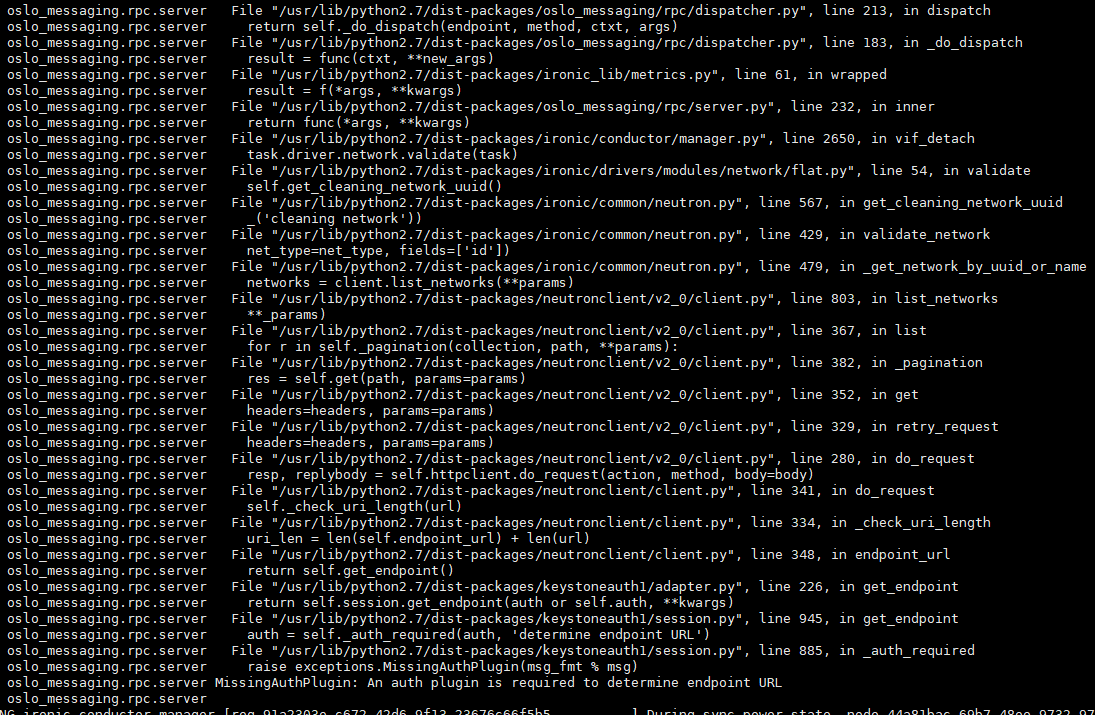 oslo_messaging.rpc.server   File "/usr/lib/python2.7/dist-packages/oslo_messaging/rpc/dispatcher.py", line 213, in dispatch
oslo_messaging.rpc.server     return self._do_dispatch(endpoint, method, ctxt, args)
oslo_messaging.rpc.server   File "/usr/lib/python2.7/dist-packages/oslo_messaging/rpc/dispatcher.py", line 183, in _do_dispatch
oslo_messaging.rpc.server     result = func(ctxt, **new_args)
oslo_messaging.rpc.server   File "/usr/lib/python2.7/dist-packages/ironic_lib/metrics.py", line 61, in wrapped
oslo_messaging.rpc.server     result = f(*args, **kwargs)
oslo_messaging.rpc.server   File "/usr/lib/python2.7/dist-packages/oslo_messaging/rpc/server.py", line 232, in inner
oslo_messaging.rpc.server     return func(*args, **kwargs)
oslo_messaging.rpc.server   File "/usr/lib/python2.7/dist-packages/ironic/conductor/manager.py", line 2650, in vif_detach
oslo_messaging.rpc.server     task.driver.network.validate(task)
oslo_messaging.rpc.server   File "/usr/lib/python2.7/dist-packages/ironic/drivers/modules/network/flat.py", line 54, in validate
oslo_messaging.rpc.server     self.get_cleaning_network_uuid()
oslo_messaging.rpc.server   File "/usr/lib/python2.7/dist-packages/ironic/common/neutron.py", line 567, in get_cleaning_network_uuid
oslo_messaging.rpc.server     _('cleaning network'))
oslo_messaging.rpc.server   File "/usr/lib/python2.7/dist-packages/ironic/common/neutron.py", line 429, in validate_network
oslo_messaging.rpc.server     net_type=net_type, fields=['id'])
oslo_messaging.rpc.server   File "/usr/lib/python2.7/dist-packages/ironic/common/neutron.py", line 479, in _get_network_by_uuid_or_name
oslo_messaging.rpc.server     networks = client.list_networks(**params)
oslo_messaging.rpc.server   File "/usr/lib/python2.7/dist-packages/neutronclient/v2_0/client.py", line 803, in list_networks
oslo_messaging.rpc.server     **_params)
oslo_messaging.rpc.server   File "/usr/lib/python2.7/dist-packages/neutronclient/v2_0/client.py", line 367, in list
oslo_messaging.rpc.server     for r in self._pagination(collection, path, **params):
oslo_messaging.rpc.server   File "/usr/lib/python2.7/dist-packages/neutronclient/v2_0/client.py", line 382, in _pagination
oslo_messaging.rpc.server     res = self.get(path, params=params)
oslo_messaging.rpc.server   File "/usr/lib/python2.7/dist-packages/neutronclient/v2_0/client.py", line 352, in get
oslo_messaging.rpc.server     headers=headers, params=params)
oslo_messaging.rpc.server   File "/usr/lib/python2.7/dist-packages/neutronclient/v2_0/client.py", line 329, in retry_request
oslo_messaging.rpc.server     headers=headers, params=params)
oslo_messaging.rpc.server   File "/usr/lib/python2.7/dist-packages/neutronclient/v2_0/client.py", line 280, in do_request
oslo_messaging.rpc.server     resp, replybody = self.httpclient.do_request(action, method, body=body)
oslo_messaging.rpc.server   File "/usr/lib/python2.7/dist-packages/neutronclient/client.py", line 341, in do_request
oslo_messaging.rpc.server     self._check_uri_length(url)
oslo_messaging.rpc.server   File "/usr/lib/python2.7/dist-packages/neutronclient/client.py", line 334, in _check_uri_length
oslo_messaging.rpc.server     uri_len = len(self.endpoint_url) + len(url)
oslo_messaging.rpc.server   File "/usr/lib/python2.7/dist-packages/neutronclient/client.py", line 348, in endpoint_url
oslo_messaging.rpc.server     return self.get_endpoint()
oslo_messaging.rpc.server   File "/usr/lib/python2.7/dist-packages/keystoneauth1/adapter.py", line 226, in get_endpoint
oslo_messaging.rpc.server     return self.session.get_endpoint(auth or self.auth, **kwargs)
oslo_messaging.rpc.server   File "/usr/lib/python2.7/dist-packages/keystoneauth1/session.py", line 945, in get_endpoint
oslo_messaging.rpc.server     auth = self._auth_required(auth, 'determine endpoint URL')
oslo_messaging.rpc.server   File "/usr/lib/python2.7/dist-packages/keystoneauth1/session.py", line 885, in _auth_required
oslo_messaging.rpc.server     raise exceptions.MissingAuthPlugin(msg_fmt % msg)
oslo_messaging.rpc.server MissingAuthPlugin: An auth plugin is required to determine endpoint URL
oslo_messaging.rpc.server
NG ironic.conductor.manager ] During sync_power_state, node